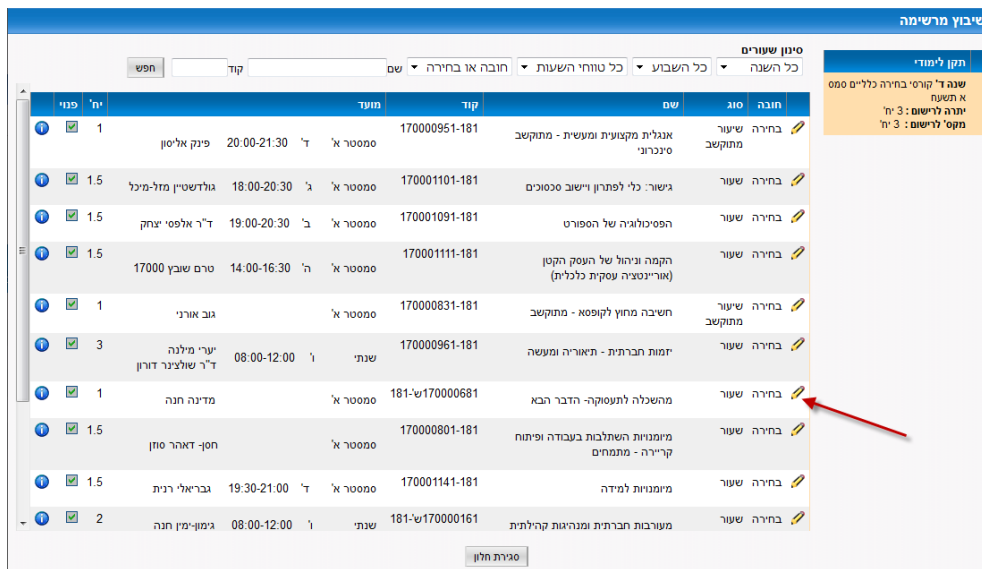 שיבוץ מרשימה
תקן לימודי
שנה ד' קורסי בחירה כלליים סמס
א תשעח
יתרה לרישום : 3 יח'
מקס' לרישום : 3 יח'
סינון שעורים
כל השנה כל השבוע כל טווחי השעות חובה או בחירה שם קוד חפש
חובה סוג שם קוד מועד יח' פנוי
בחירה שיעור מתוקשב אנגלית מקצועית ומעשית - מתוקשב סינכרוני 170000951-181 סמסטר א' ד' 20:00-21:30 פינק אליסון 1
בחירה שעור גישור: כלי לפתרון ויישוב סכסוכים 170001101-181 סמסטר א' ג' 18:00-20:30 גולדשטיין מזל-מיכל 1.5
בחירה שעור הפסיכולוגיה של הספורט 170001091-181 סמסטר א' ב' 19:00-20:30 ד"ר אלפסי יצחק 1.5
בחירה שעור הקמה וניהול של העסק הקטן (אוריינטציה עסקית כלכלית) 170001111-181 סמסטר א' ה' 14:00-16:30 טרם שובץ 17000 1.5
בחירה שיעור מתוקשב חשיבה מחוץ לקופסא - מתוקשב 170000831-181 סמסטר א' גוב אורני 1
בחירה שעור יזמות חברתית - תיאוריה ומעשה 170000961-181 שנתי ו' 08:00-12:00 יערי מילנה ד"ר שולצינר דורון 3
בחירה שעור מהשכלה לתעסוקה- הדבר הבא 170000681ש'-181 סמסטר א' מדינה חנה 1
בחירה שעור מיומנויות השתלבות בעבודה ופיתוח קריירה - מתמחים 170000801-181 סמסטר א' חסן- דאהר סוזן 1.5
בחירה שעור מיומנויות למידה 170001141-181 סמסטר א' ד' 19:30-21:00 גבריאלי רנית 1.5
בחירה שעור מעורבות חברתית ומנהיגות קהילתית 170000161ש'-181 שנתי ו' 08:00-12:00 גימון-ימין חנה 2
סגירת חלון